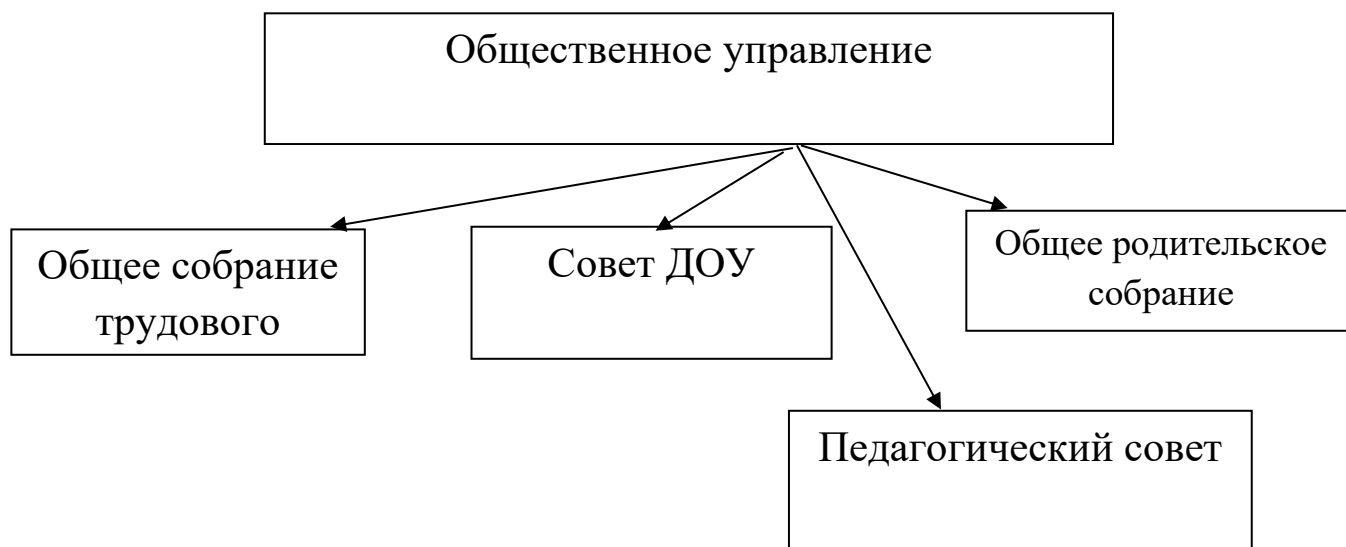 Общественное управление
Общее собрание
трудового
Совет ДОУ
Общее родительское
собрание
Педагогический совет